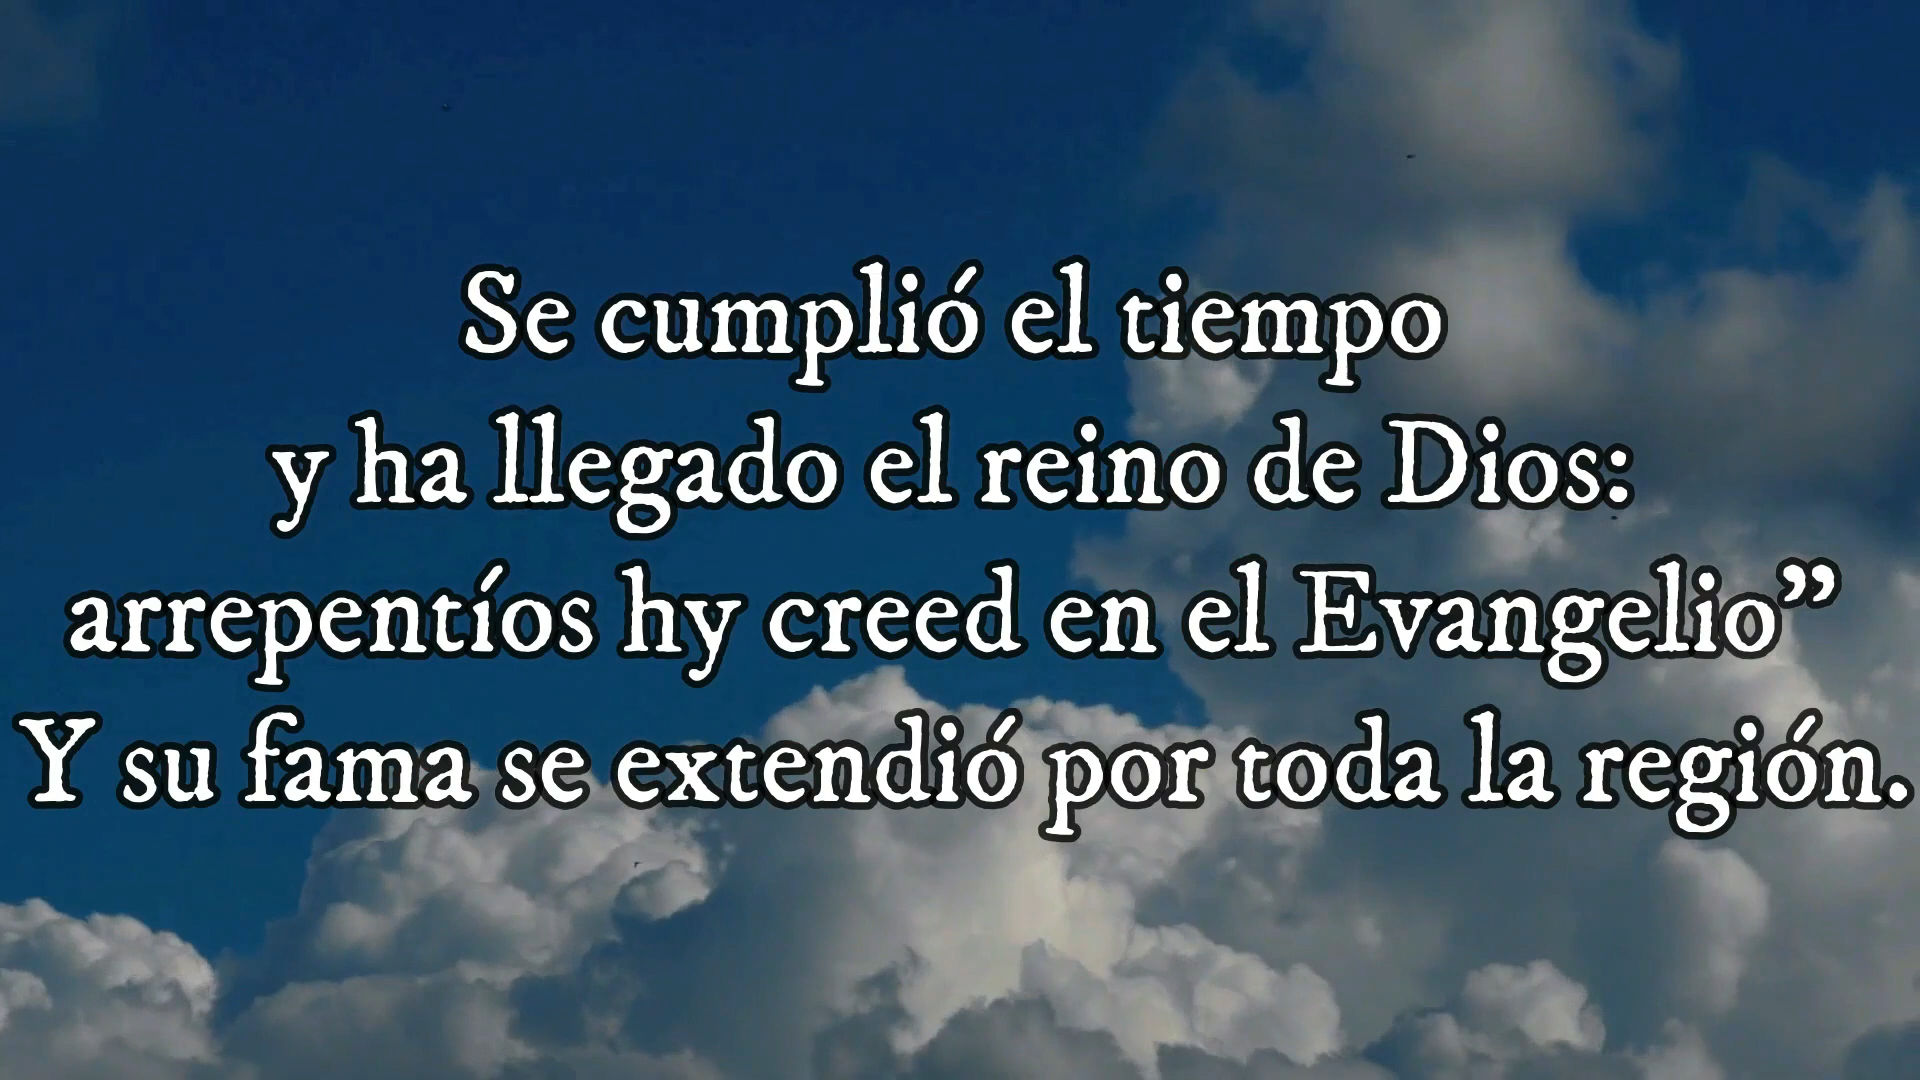 Se cumplió el tiempo
y ha llegado el reino de Dios:
arrepentíos hy creed en el Evangelio”
Y su fama se extendió por toda la región.